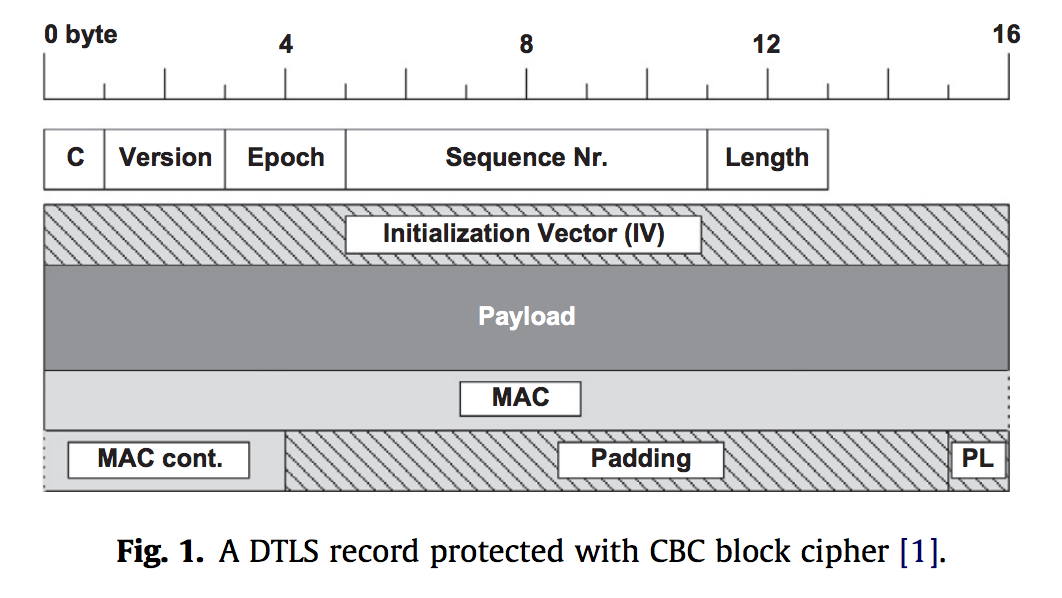 0 byte 4 8 12 16
C Version Epoch Sequence Nr. Length
Initialization Vector (IV)
Payload
MAC
MAC cont. Padding PL
Fig. 1. A DTLS record protected with CBC block cipher [1].